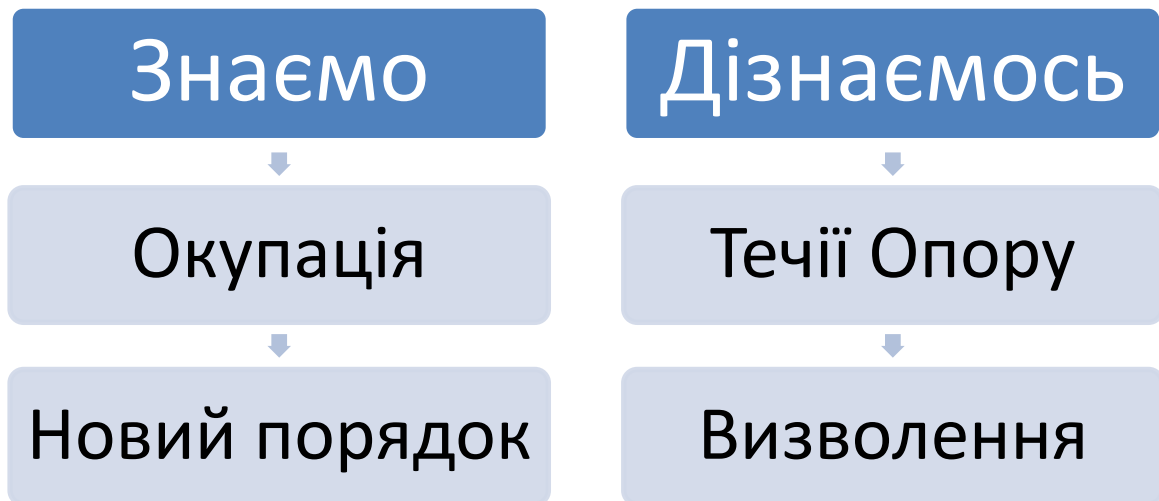 Знаємо
Окупація
Новий порядок
Дізнаємось
Течії Опору
Визволення